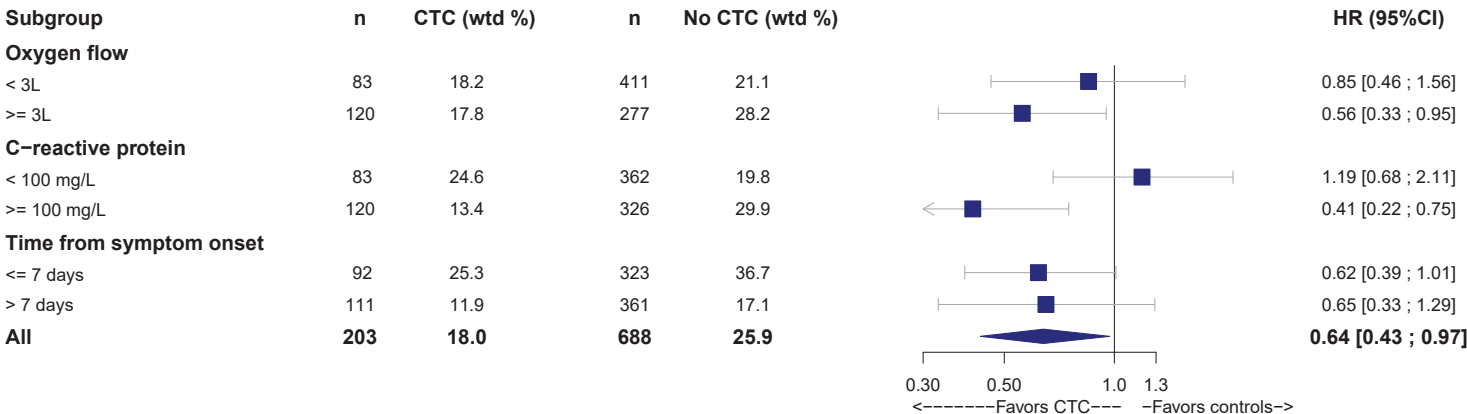 Subgroup n CTC (wtd %) n No CTC (wtd %) HR (95%CI)
Oxygen flow
< 3L 83 18.2 411 21.1 0.85 [0.46 ; 1.56]
>= 3L 120 17.8 277 28.2 0.56 [0.33 ; 0.95]
C−reactive protein
< 100 mg/L 83 24.6 362 19.8 1.19 [0.68 ; 2.11]
>= 100 mg/L 120 13.4 326 29.9 0.41 [0.22 ; 0.75]
Time from symptom onset
<= 7 days 92 25.3 323 36.7 0.62 [0.39 ; 1.01]
> 7 days 111 11.9 361 17.1 0.65 [0.33 ; 1.29]
All 203 18.0 688 25.9 0.64 [0.43 ; 0.97]
0.30 0.50 1.0 1.3
<−−−−−−−Favors CTC−−− −Favors controls−>